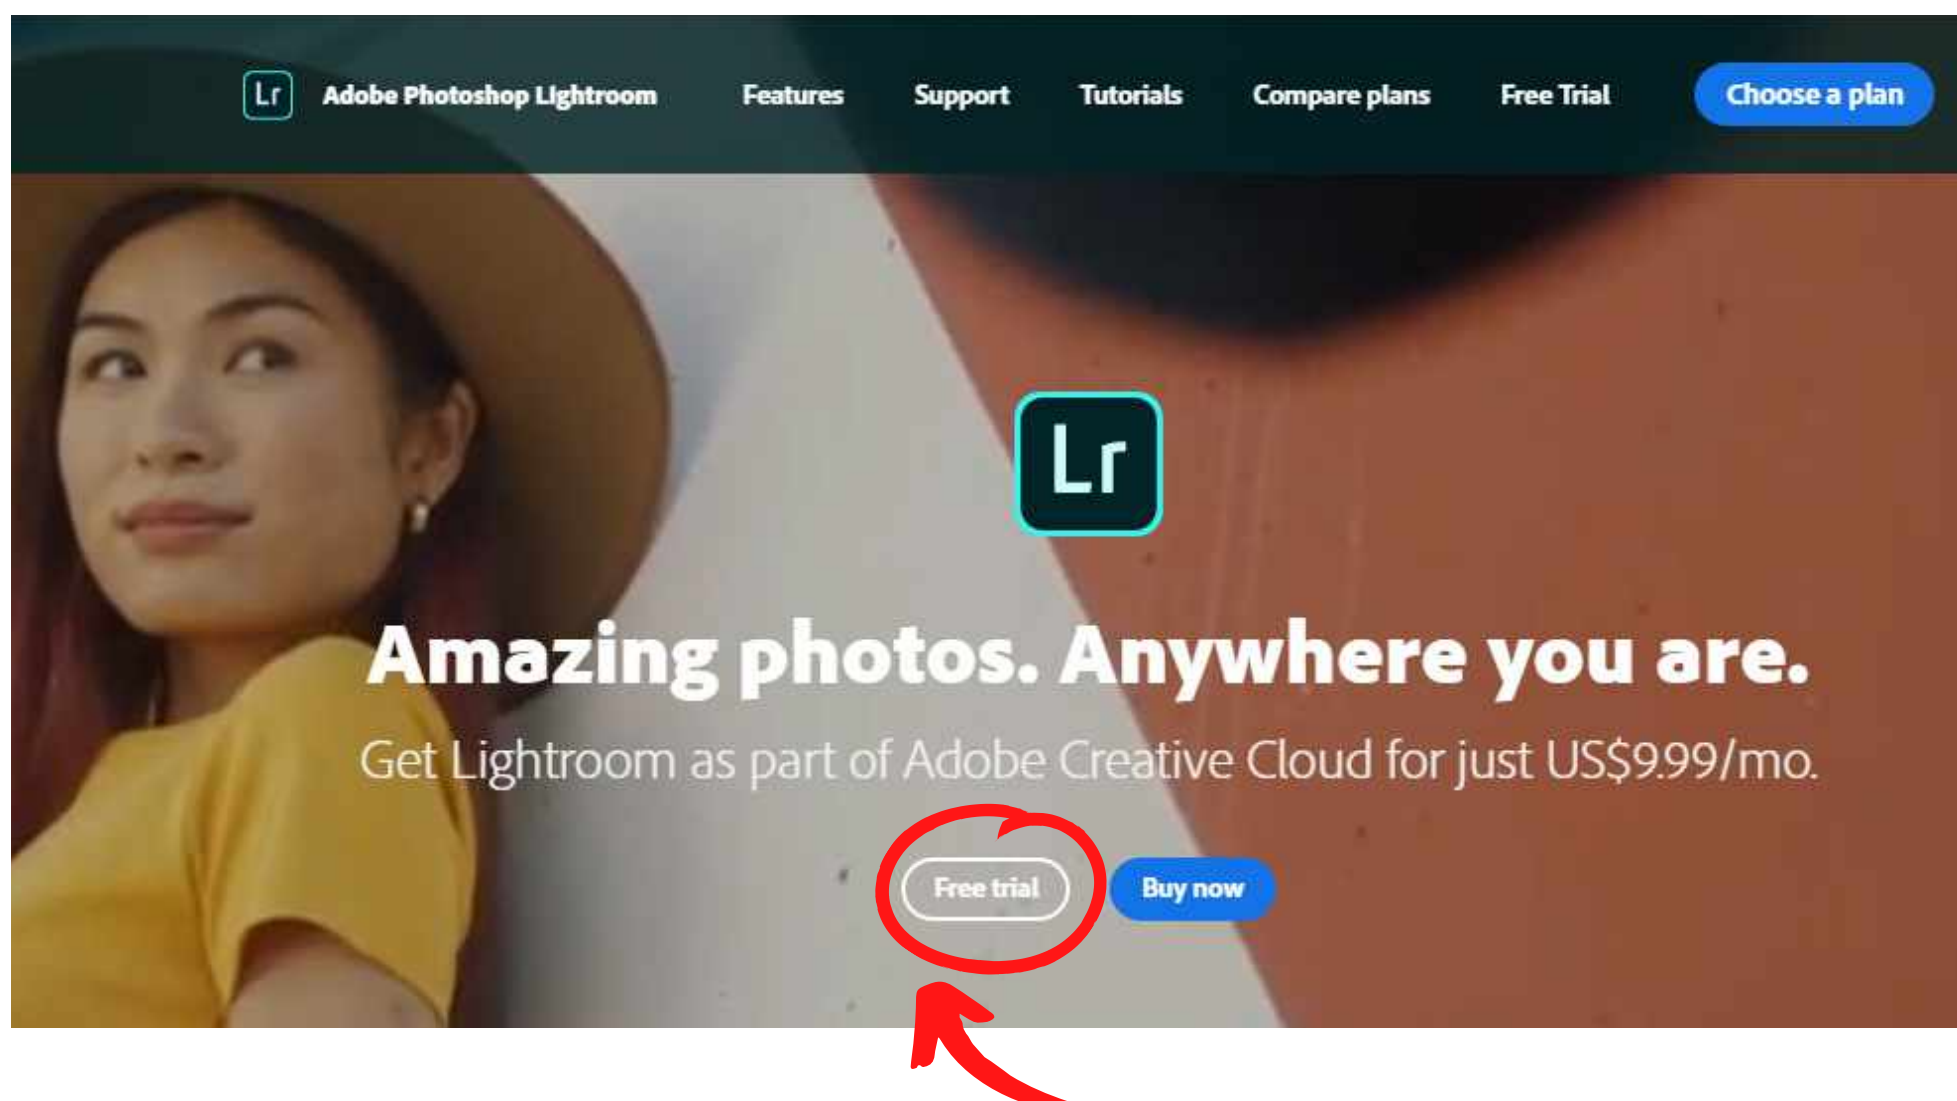 Lr Adobe Photoshop Lightroom Features Support Tutorials Compare plans Free Trial Choose a plan
Lr
Amazing photos. Anywhere you are.
Get Lightroom as part of Adobe Creative Cloud for just US$9.99/mo.
Free trial Buy now